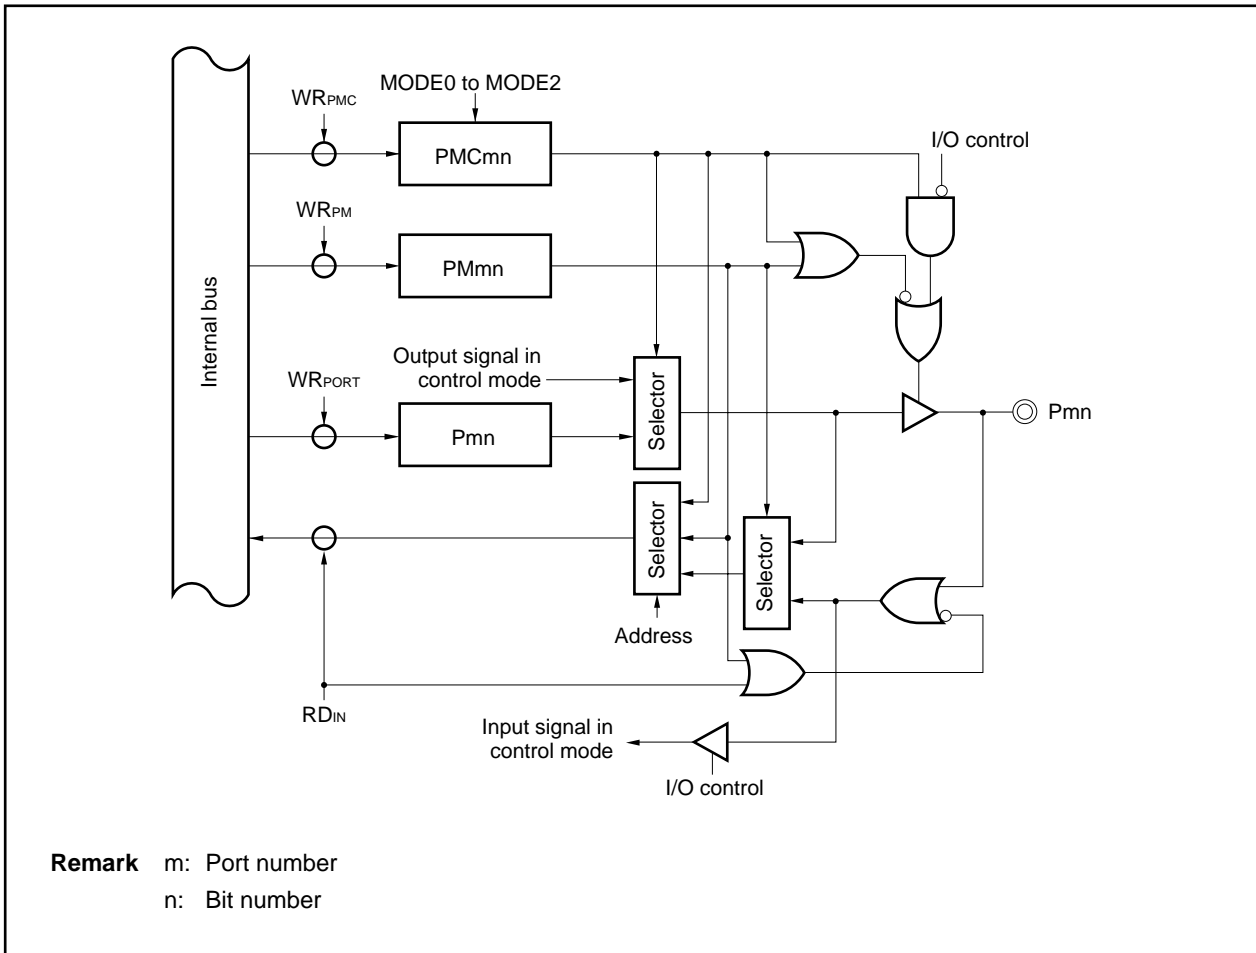 MODE0 to MODE2
WRPMC
I/O control
PMCmn
WRPM
PMmn
Internal bus
Output signal in
control mode
WRPORT
Selector
Pmn
Pmn
Selector
Selector
Address
RDIN
Input signal in
control mode
I/O control
Remark m: Port number
n: Bit number